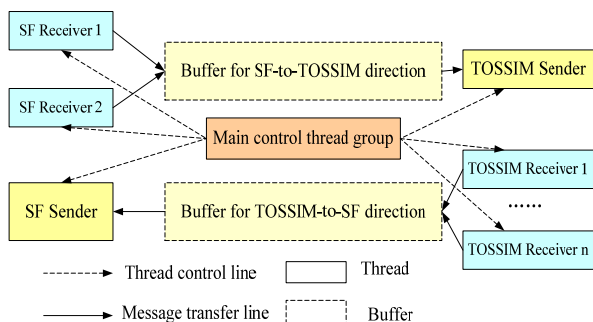 SF Receiver 1
Buffer for SF-to-TOSSIM direction
TOSSIM Sender
SF Receiver 2
Main control thread group
TOSSIM Receiver 1
......
SF Sender
Buffer for TOSSIM-to-SF direction
TOSSIM Receiver n
Thread control line
Thread
Message transfer line
Buffer